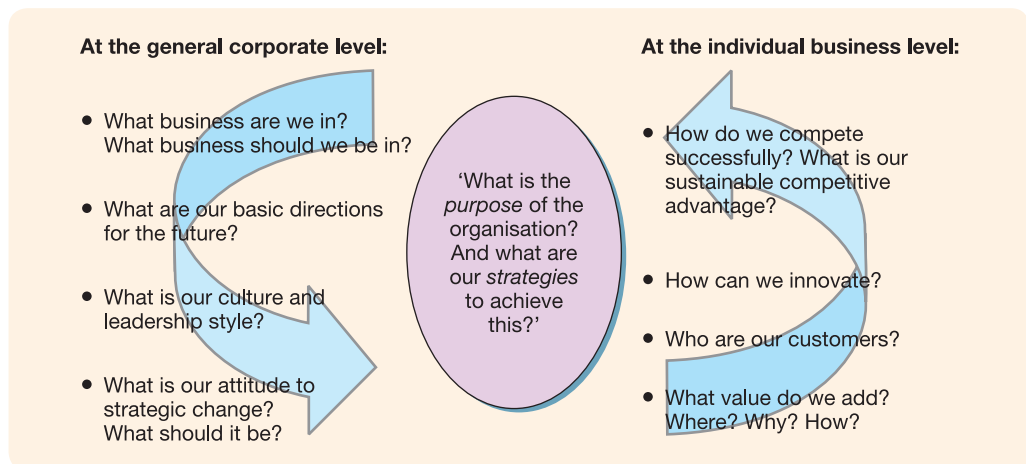 At the general corporate level:
• What business are we in?
What business should we be in?
• What are our basic directions
for the future?
• What is our culture and
leadership style?
• What is our attitude to
strategic change?
What should it be?
‘What is the
purpose of the
organisation?
And what are
our strategies
to achieve
this?’
At the individual business level:
• How do we compete
successfully? What is our
sustainable competitive
advantage?
• How can we innovate?
• Who are our customers?
• What value do we add?
Where? Why? How?